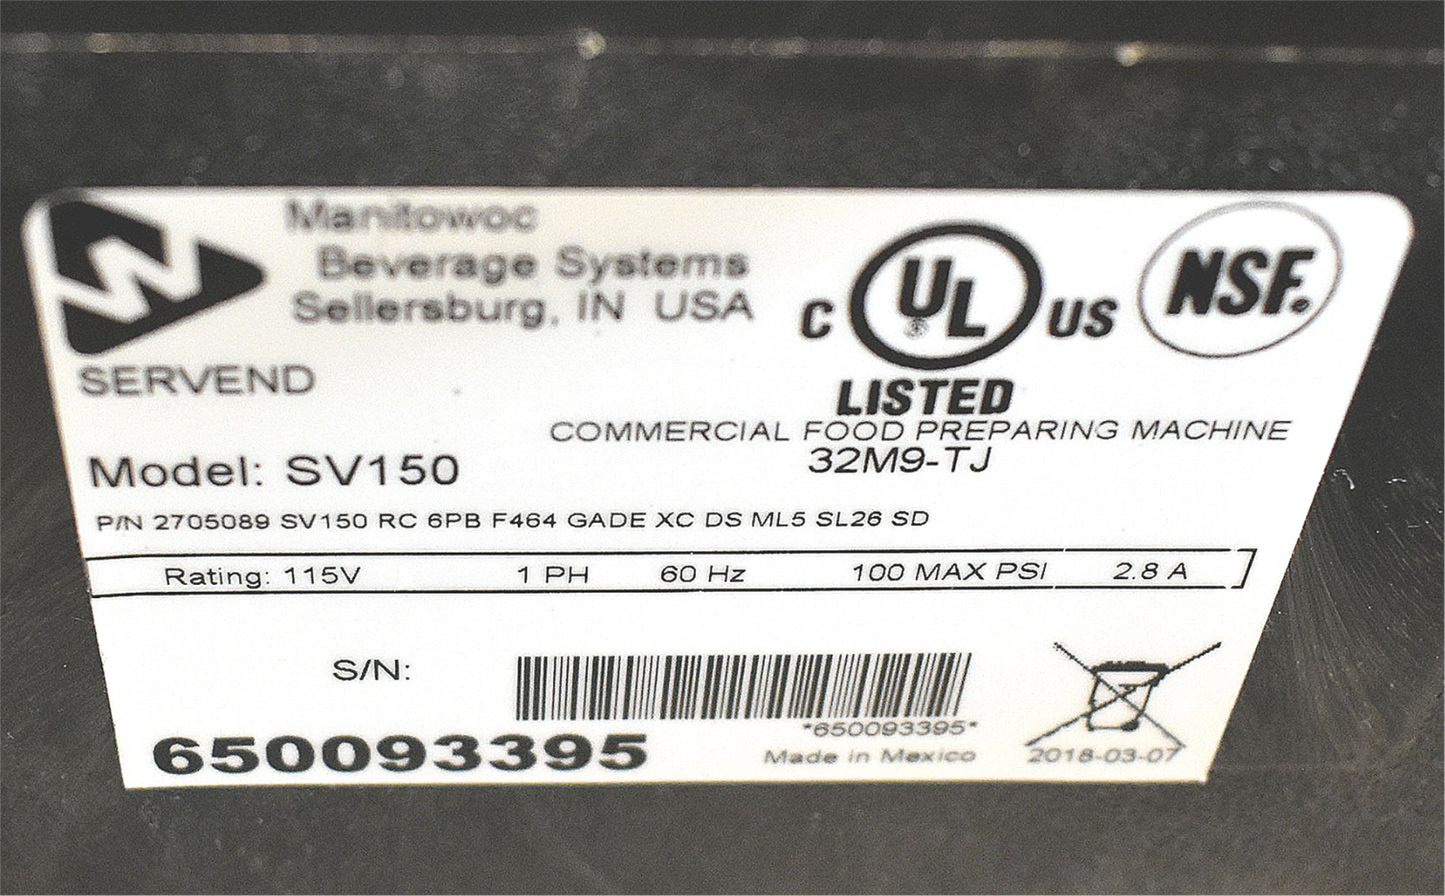 Manitowoc
Beverage Systems
Sellersburg, IN USA
SERVEND
C UL ® US
LISTED
NSF®
COMMERCIAL FOOD PREPARING MACHINE
32M9-TJ
Model: SV150
P/N 2705089 SV150 RC 6PB F464 GADE XC DS ML5 SL26 SD
Rating: 115V 1 PH 60 Hz 100 MAX PSI 2.8 A
S/N:
*650093395*
650093395
Made in Mexico
2018-03-07